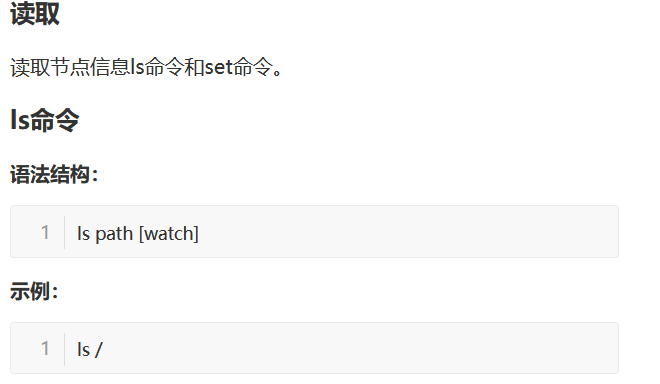 读取
读取节点信息ls命令和set命令。
ls命令
语法结构：
1 ls path [watch]
示例：
1 ls /